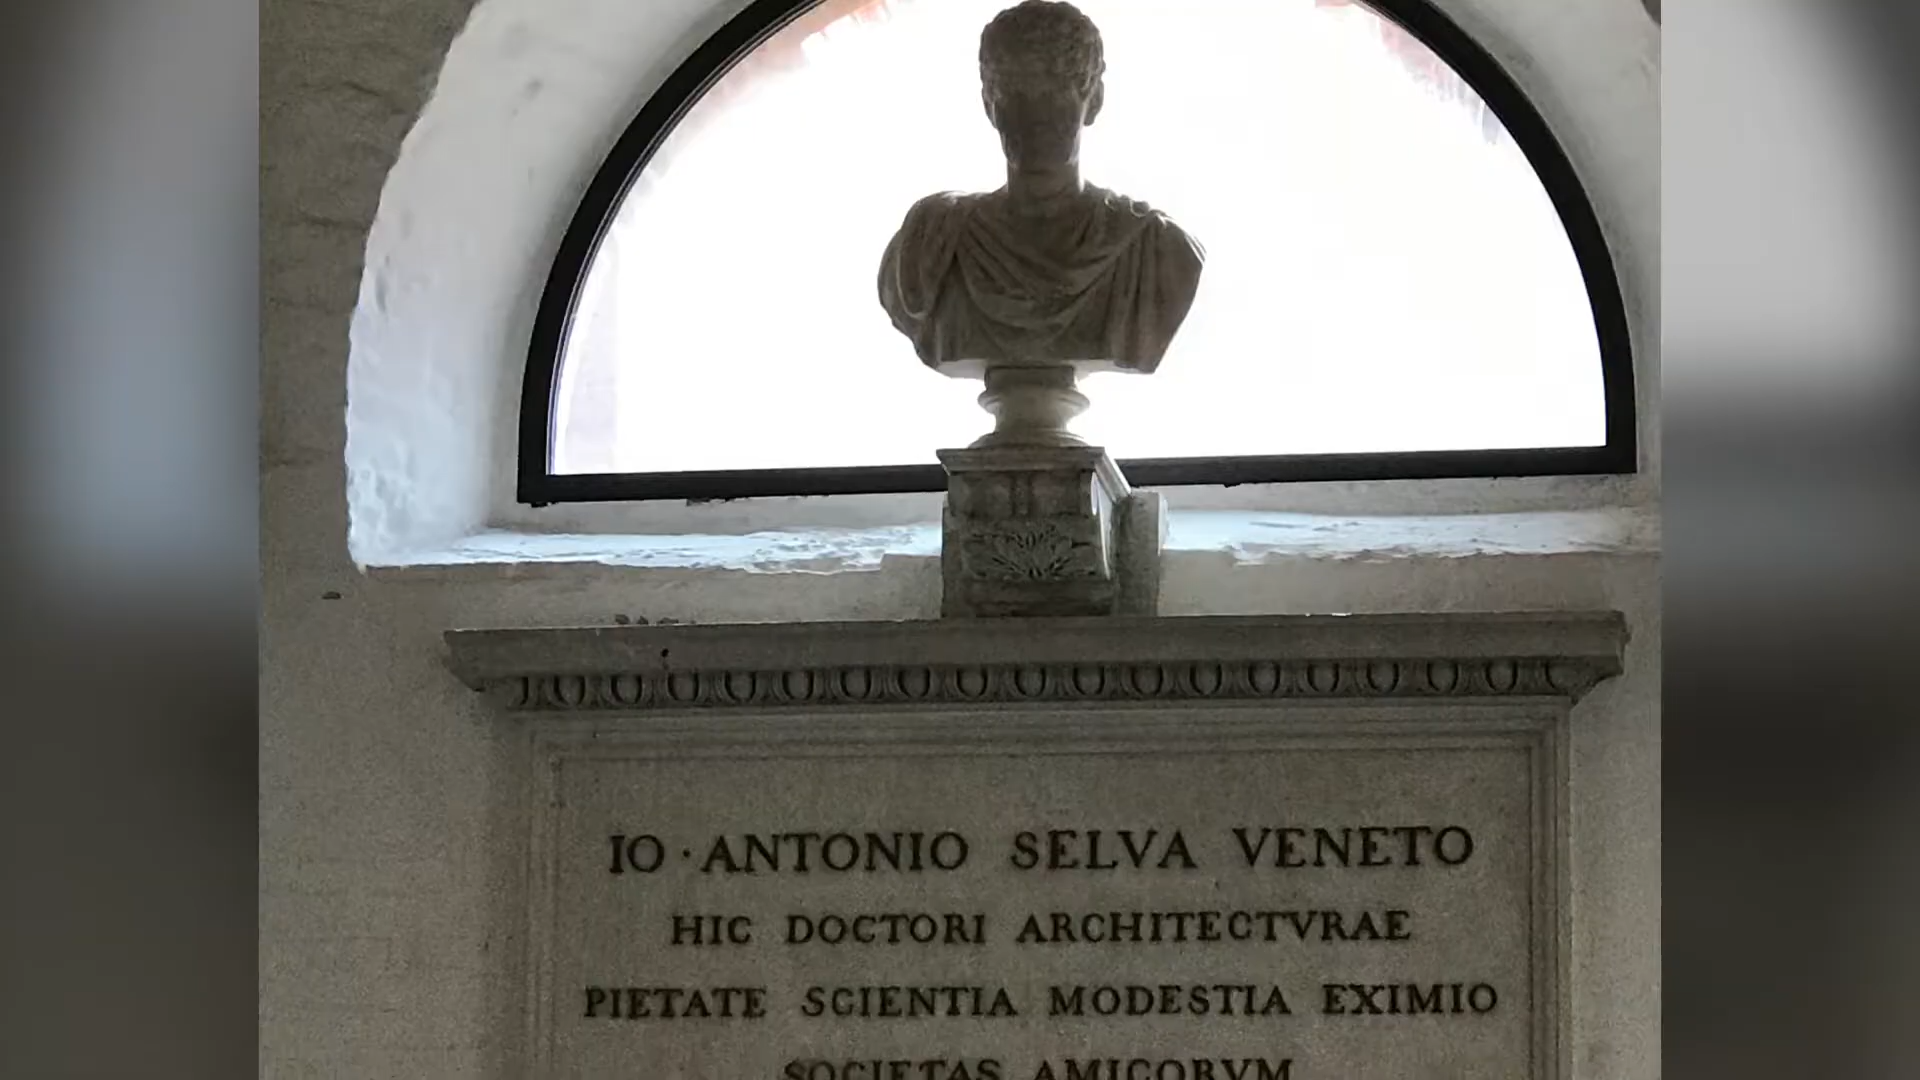 IO · ANTONIO SELVA VENETO
HIC DOCTORI ARCHITECTVRAE
PIETATE SCIENTIA MODESTIA EXIMIO
SOCIETAS AMICORVM